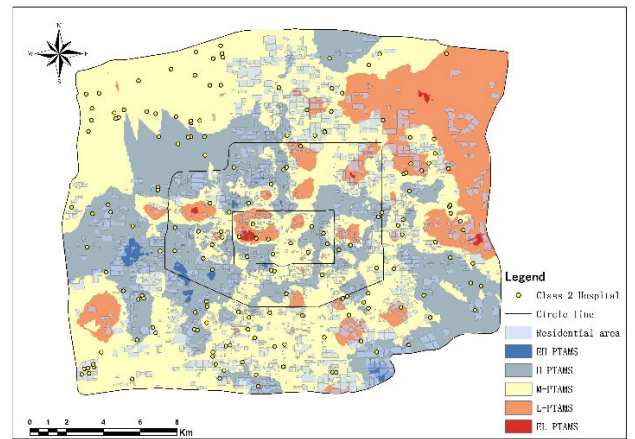 N
W
E
S
Legend
Class 2 Hospital
Circle line
Residential area
EH PTAMS
H PTAMS
M-PTAMS
L-PTAMS
EL PTAMS
0 1 2 4 6 8
Km